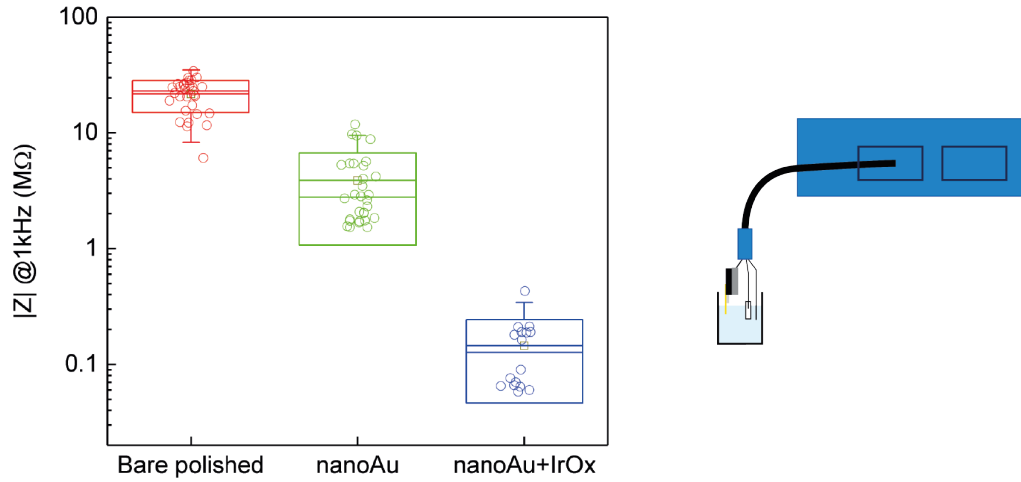 |Z| @1kHz (MΩ)
100
10
1
0.1
Bare polished
nanoAu
nanoAu+IrOx